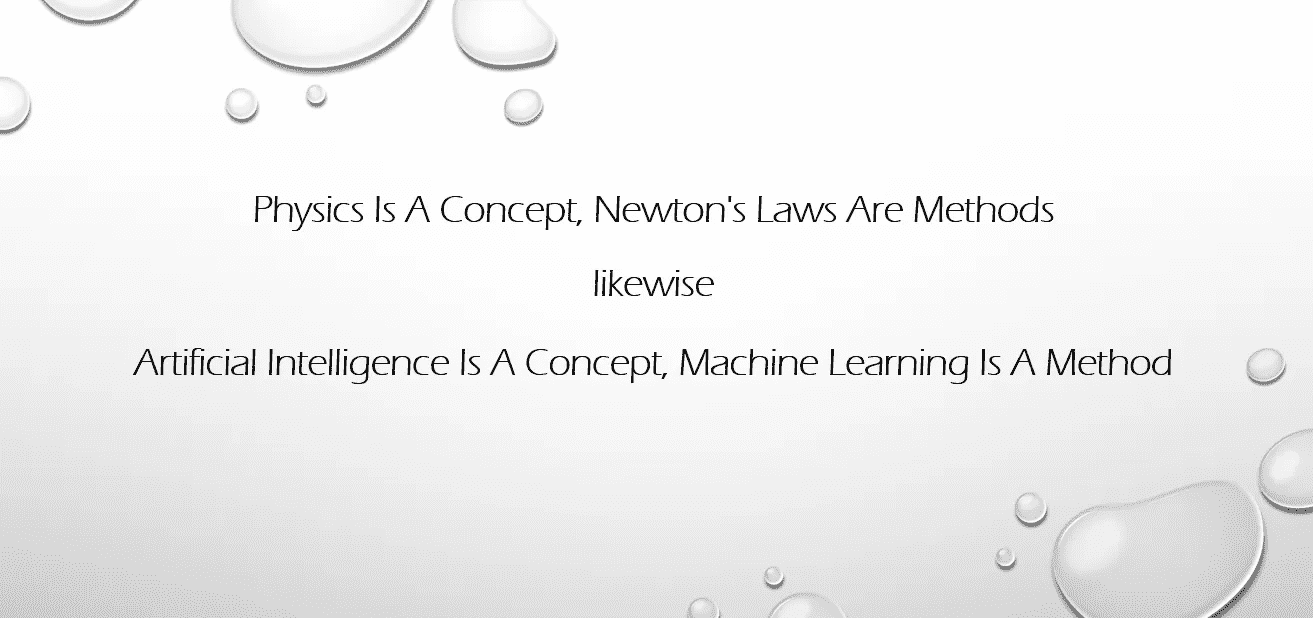 Physics Is A Concept, Newton's Laws Are Methods
likewise
Artificial Intelligence Is A Concept, Machine Learning Is A Method